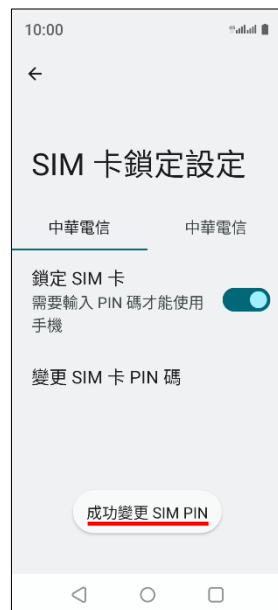 10:00
SIM 卡鎖定設定
中華電信 中華電信
鎖定 SIM 卡
需要輸入 PIN 碼才能使用
手機
變更 SIM 卡 PIN 碼
成功變更 SIM PIN